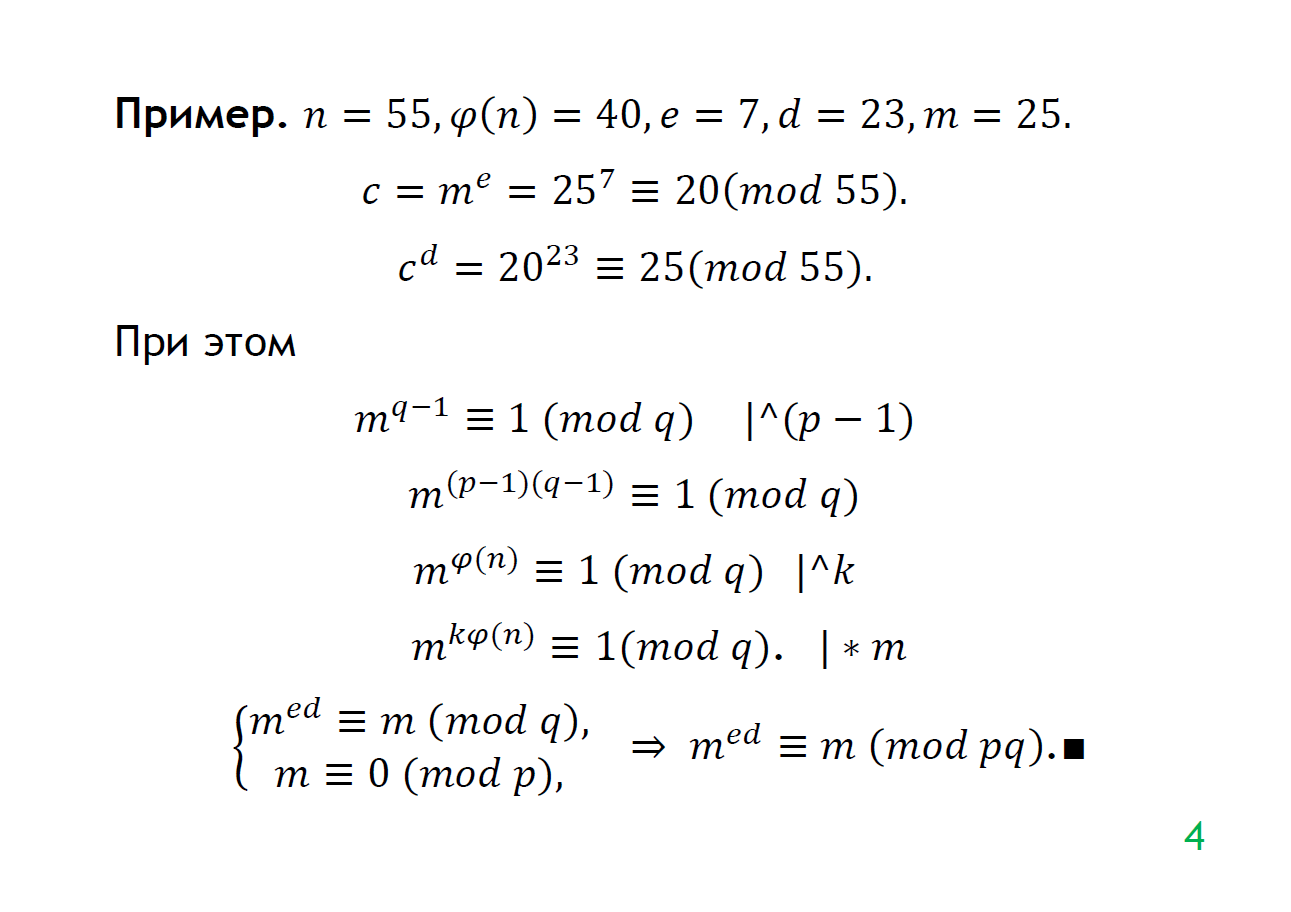 Пример. n = 55, φ(n) = 40, e = 7, d = 23, m = 25.
c = m^e = 25^7 ≡ 20(mod 55).
c^d = 20^23 ≡ 25(mod 55).
При этом
m^(q−1) ≡ 1 (mod q) |^(p − 1)
m^((p−1)(q−1)) ≡ 1 (mod q)
m^(φ(n)) ≡ 1 (mod q) |^k
m^(kφ(n)) ≡ 1(mod q). | ∗ m
{ m^(ed) ≡ m (mod q),
m ≡ 0 (mod p), ⇒ m^(ed) ≡ m (mod pq). ■
4